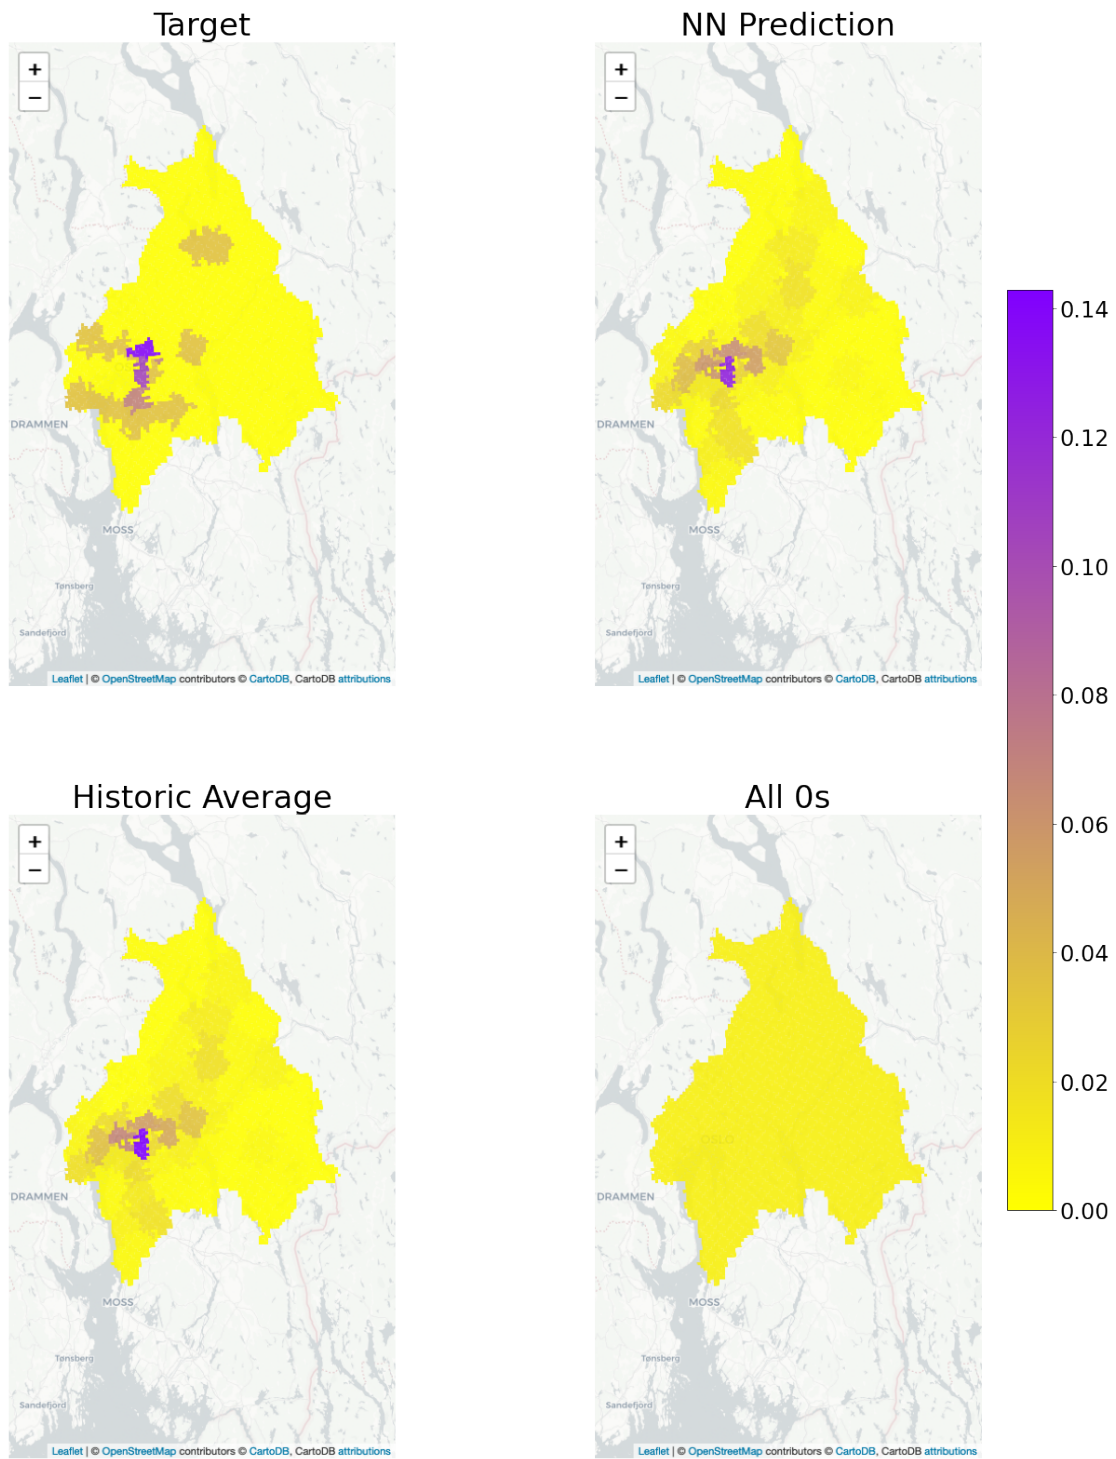 Target
NN Prediction
+
−
DRAMMEN
MOSS
Tønsberg
Sandefjord
Leaflet | © OpenStreetMap contributors © CartoDB, CartoDB attributions
+
−
DRAMMEN
MOSS
Tønsberg
Sandefjord
Leaflet | © OpenStreetMap contributors © CartoDB, CartoDB attributions
0.14
0.12
0.10
0.08
0.06
0.04
0.02
0.00
Historic Average
All 0s
+
−
DRAMMEN
MOSS
Tønsberg
Sandefjord
Leaflet | © OpenStreetMap contributors © CartoDB, CartoDB attributions
+
−
OSLO
DRAMMEN
MOSS
Tønsberg
Sandefjord
Leaflet | © OpenStreetMap contributors © CartoDB, CartoDB attributions